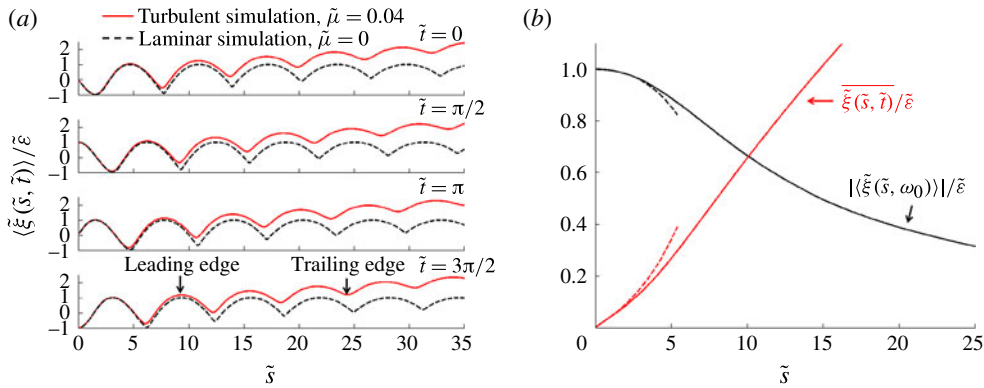 (a)
Turbulent simulation, μ̃ = 0.04
Laminar simulation, μ̃ = 0
t̃ = 0
2
1
0
−1
t̃ = π/2
2
1
0
−1
t̃ = π
2
1
0
−1
Leading edge
Trailing edge
t̃ = 3π/2
2
1
0
−1
⟨ξ̃(s̃, t̃)⟩/ε̃
0 5 10 15 20 25 30 35
s̃
(b)
1.0
0.8
0.6
0.4
0.2
ξ̃(s̃, t̃)/ε̃
|⟨ξ̃(s̃, ω₀)⟩|/ε̃
0 5 10 15 20 25
s̃